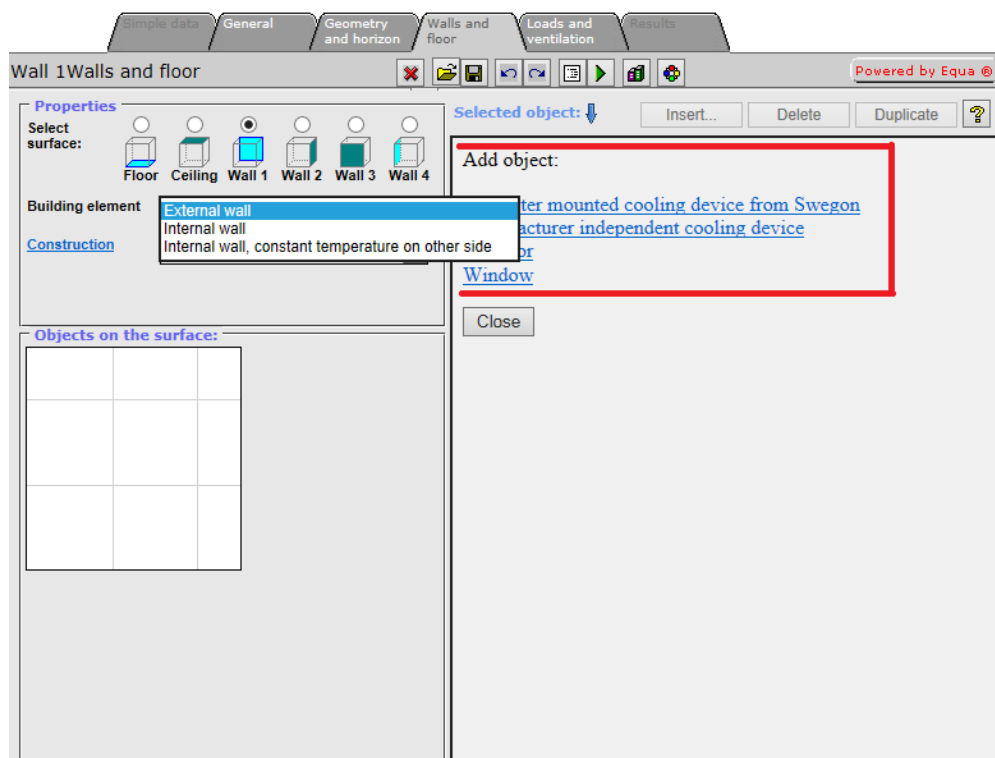 Simple data
General
Geometry
and horizon
Walls and
floor
Loads and
ventilation
Results
Wall 1Walls and floor
Powered by Equa ®
Properties
Select
surface:
Floor
Ceiling
Wall 1
Wall 2
Wall 3
Wall 4
Building element
External wall
Internal wall
Internal wall, constant temperature on other side
Construction
Objects on the surface:
Selected object:
Insert...
Delete
Duplicate
?
Add object:
mounted cooling device from Swegon
independent cooling device
Window
Close